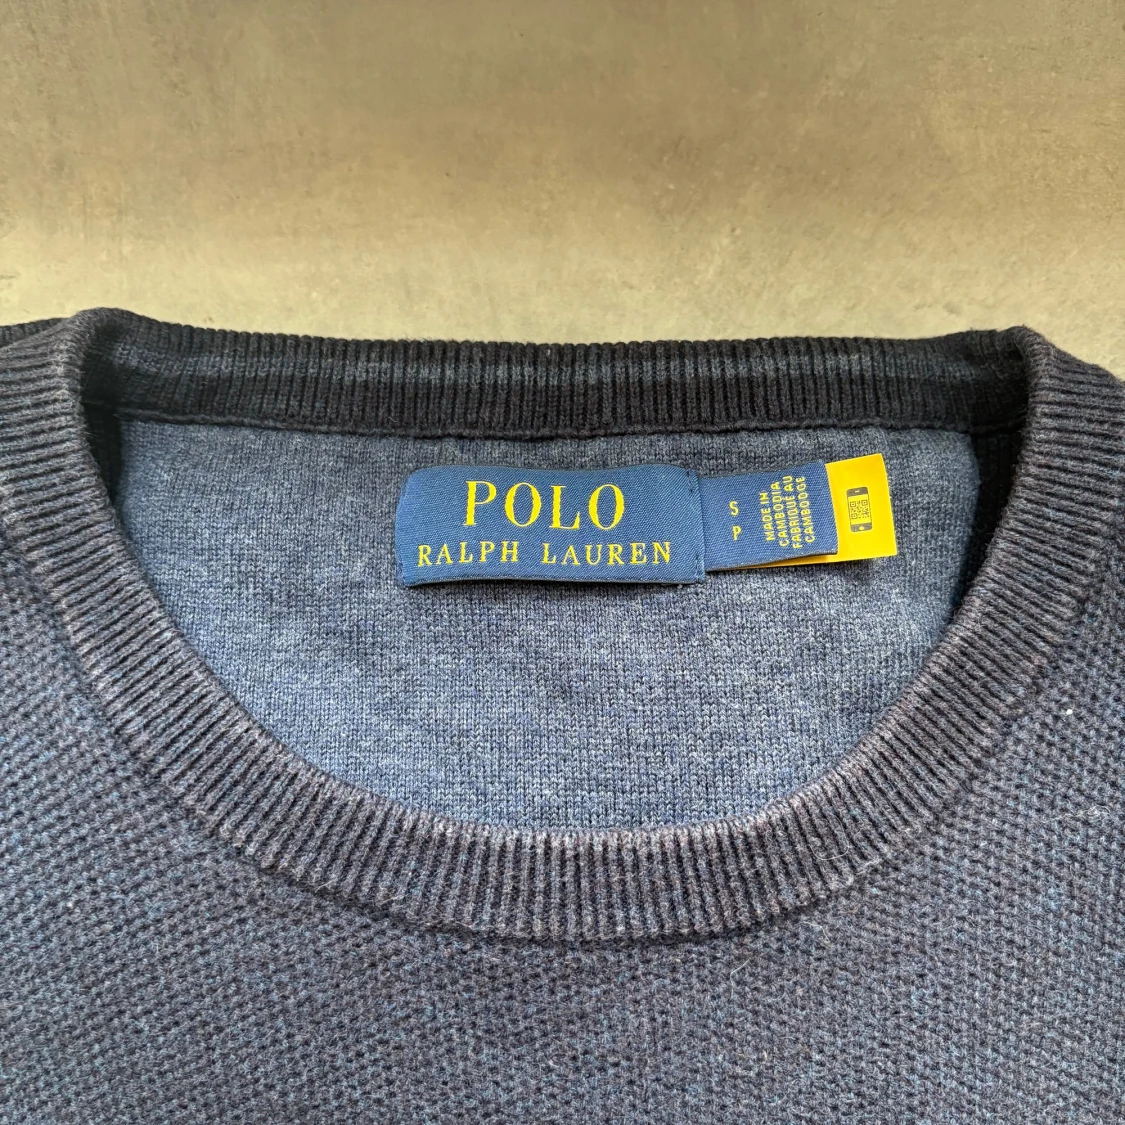 POLO
RALPH LAUREN
S
P
MADE IN
CAMBODIA
FABRIQUÉ AU
CAMBODGE